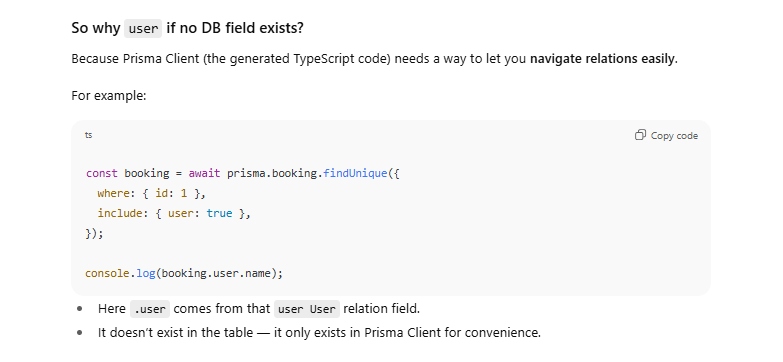 So why user if no DB field exists?
Because Prisma Client (the generated TypeScript code) needs a way to let you navigate relations easily.
For example:
ts
Copy code
const booking = await prisma.booking.findUnique({
  where: { id: 1 },
  include: { user: true },
});
console.log(booking.user.name);
• Here .user comes from that user User relation field.
• It doesn’t exist in the table — it only exists in Prisma Client for convenience.